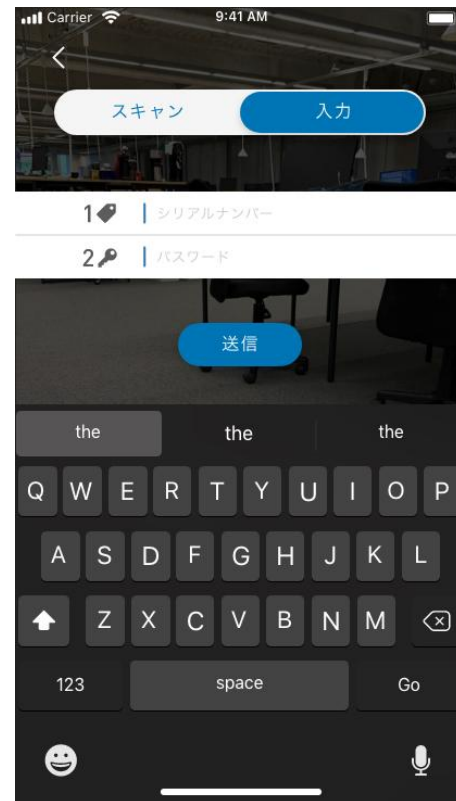 Carrier 9:41 AM
スキャン 入力
1 シリアルナンバー
2 パスワード
送信
the the the
Q W E R T Y U I O P
A S D F G H J K L
Z X C V B N M
123 space Go